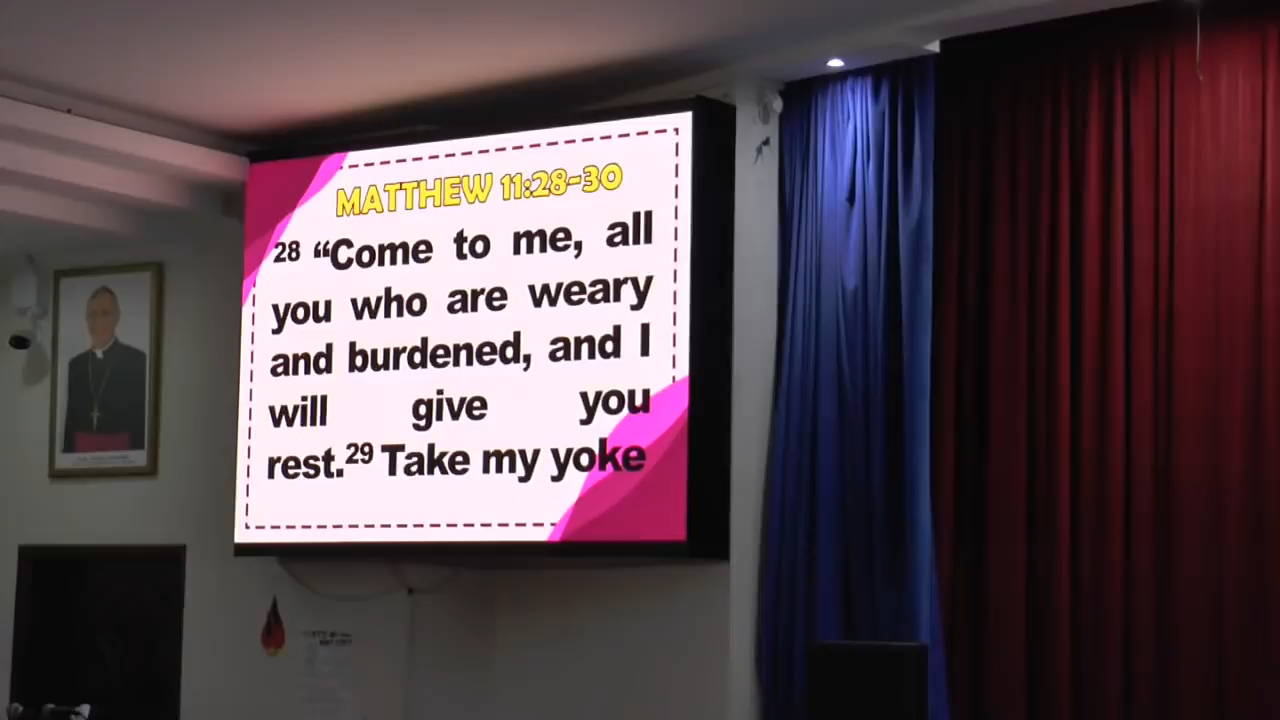 MATTHEW 11:28-30
28 “Come to me, all
you who are weary
and burdened, and I
will give you
rest.29 Take my yoke